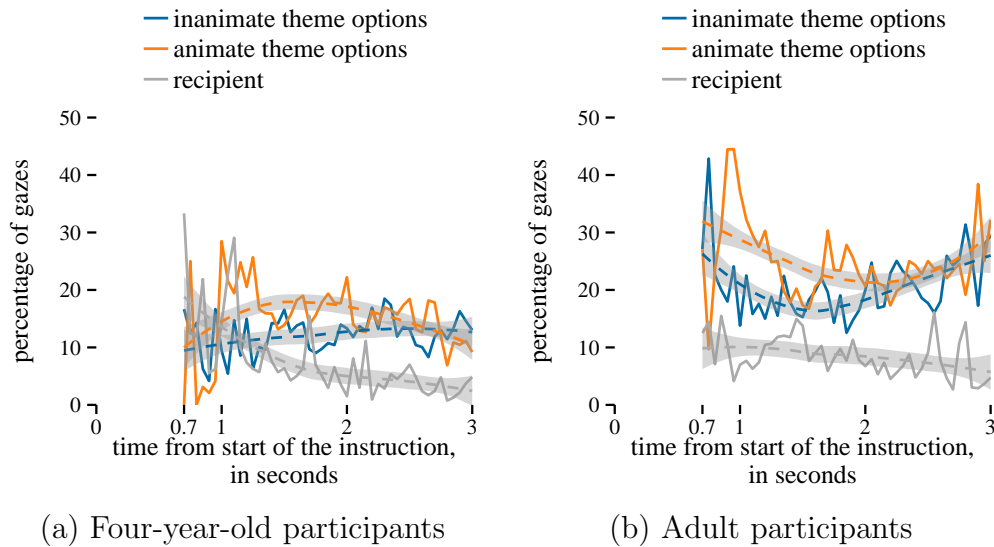 inanimate theme options
animate theme options
recipient
percentage of gazes
50
40
30
20
10
0
0
0.7
1
2
3
time from start of the instruction,
in seconds
(a) Four-year-old participants
inanimate theme options
animate theme options
recipient
percentage of gazes
50
40
30
20
10
0
0
0.7
1
2
3
time from start of the instruction,
in seconds
(b) Adult participants